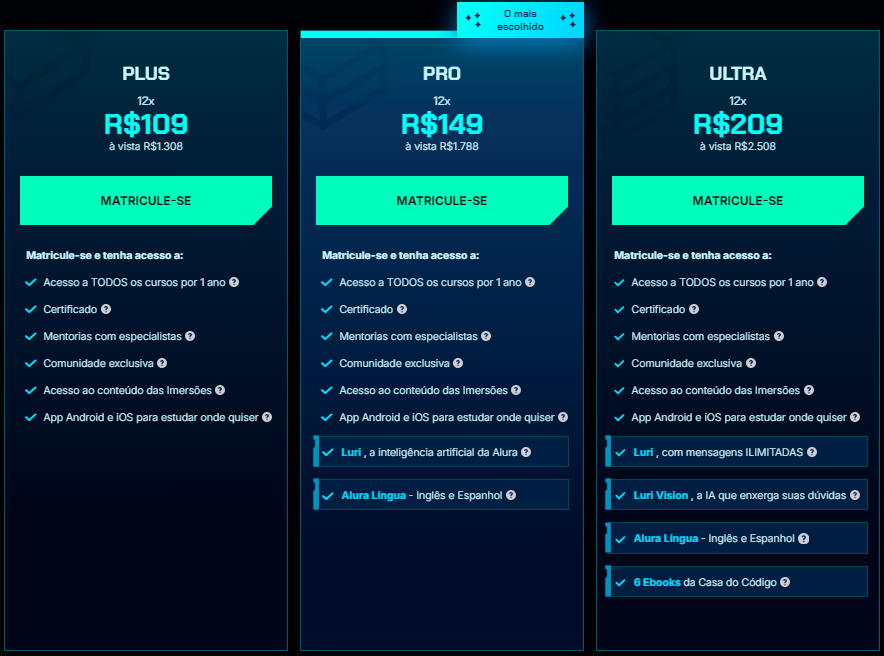 O mais
escolhido
PLUS
12x
R$109
à vista R$1.308
MATRICULE-SE
Matricule-se e tenha acesso a:
Acesso a TODOS os cursos por 1 ano ?
Certificado ?
Mentorias com especialistas ?
Comunidade exclusiva ?
Acesso ao conteúdo das Imersões ?
App Android e iOS para estudar onde quiser ?
PRO
12x
R$149
à vista R$1.788
MATRICULE-SE
Matricule-se e tenha acesso a:
Acesso a TODOS os cursos por 1 ano ?
Certificado ?
Mentorias com especialistas ?
Comunidade exclusiva ?
Acesso ao conteúdo das Imersões ?
App Android e iOS para estudar onde quiser ?
Luri , a inteligência artificial da Alura ?
Alura Língua - Inglês e Espanhol ?
ULTRA
12x
R$209
à vista R$2.508
MATRICULE-SE
Matricule-se e tenha acesso a:
Acesso a TODOS os cursos por 1 ano ?
Certificado ?
Mentorias com especialistas ?
Comunidade exclusiva ?
Acesso ao conteúdo das Imersões ?
App Android e iOS para estudar onde quiser ?
Luri , com mensagens ILIMITADAS ?
Luri Vision , a IA que enxerga suas dúvidas ?
Alura Língua - Inglês e Espanhol ?
6 Ebooks da Casa do Código ?